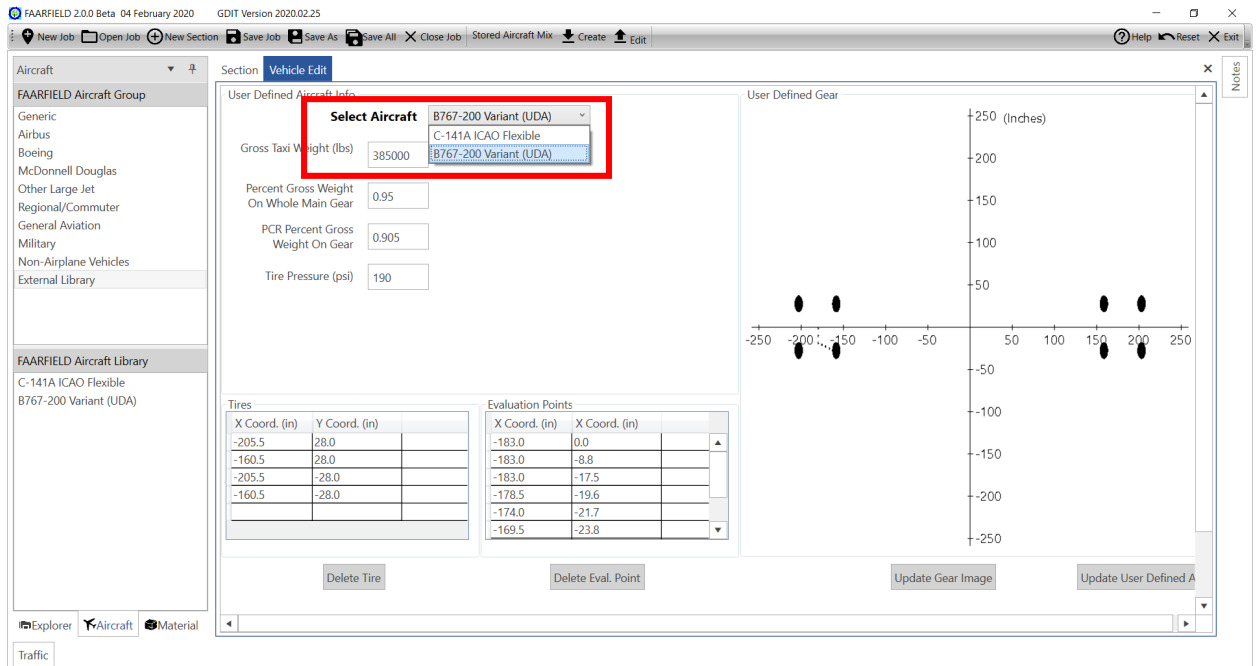 FAARFIELD 2.0.0 Beta 04 February 2020 GDIT Version 2020.02.25
New Job Open Job New Section Save Job Save As Save All Close Job Stored Aircraft Mix Create Edit Help Reset Exit
Aircraft
FAARFIELD Aircraft Group
Generic
Airbus
Boeing
McDonnell Douglas
Other Large Jet
Regional/Commuter
General Aviation
Military
Non-Airplane Vehicles
External Library
FAARFIELD Aircraft Library
C-141A ICAO Flexible
B767-200 Variant (UDA)
Explorer Aircraft Material
Traffic
Section Vehicle Edit
Notes
User Defined Aircraft Info
Select Aircraft B767-200 Variant (UDA)
C-141A ICAO Flexible
B767-200 Variant (UDA)
Gross Taxi Weight (lbs) 385000
Percent Gross Weight
On Whole Main Gear 0.95
PCR Percent Gross
Weight On Gear 0.905
Tire Pressure (psi) 190
User Defined Gear
250 (Inches)
200
150
100
50
-250 -200 -150 -100 -50 50 100 150 200 250
-50
-100
-150
-200
-250
Tires
X Coord. (in) Y Coord. (in)
-205.5 28.0
-160.5 28.0
-205.5 -28.0
-160.5 -28.0
Evaluation Points
X Coord. (in) X Coord. (in)
-183.0 0.0
-183.0 -8.8
-183.0 -17.5
-178.5 -19.6
-174.0 -21.7
-169.5 -23.8
Delete Tire Delete Eval. Point Update Gear Image Update User Defined A